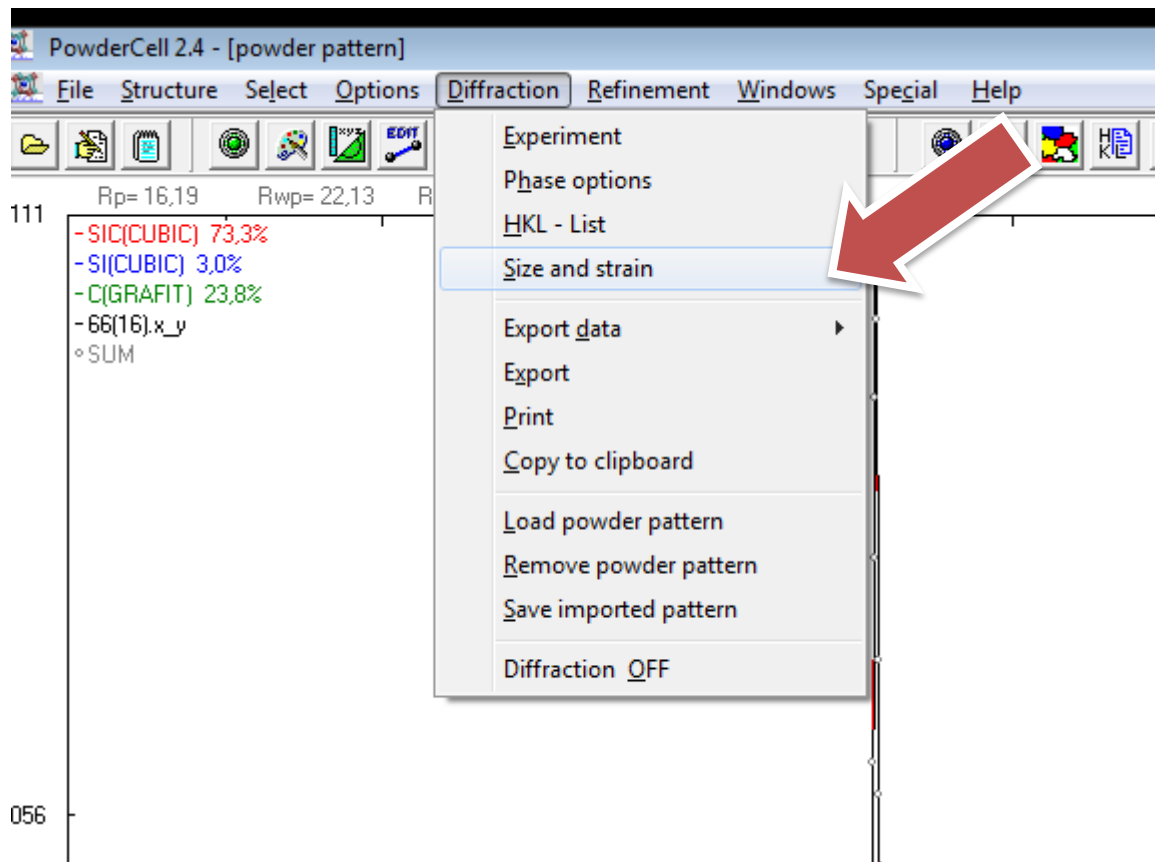 PowderCell 2.4 - [powder pattern]
File Structure Select Options Diffraction Refinement Windows Special Help
EDIT
HKL
Rp= 16,19 Rwp= 22,13 R
111
-SIC(CUBIC) 73,3%
-SI(CUBIC) 3,0%
-C(GRAFIT) 23,8%
-66(16).x_y
∘SUM
Experiment
Phase options
HKL - List
Size and strain
Export data
Export
Print
Copy to clipboard
Load powder pattern
Remove powder pattern
Save imported pattern
Diffraction OFF
056